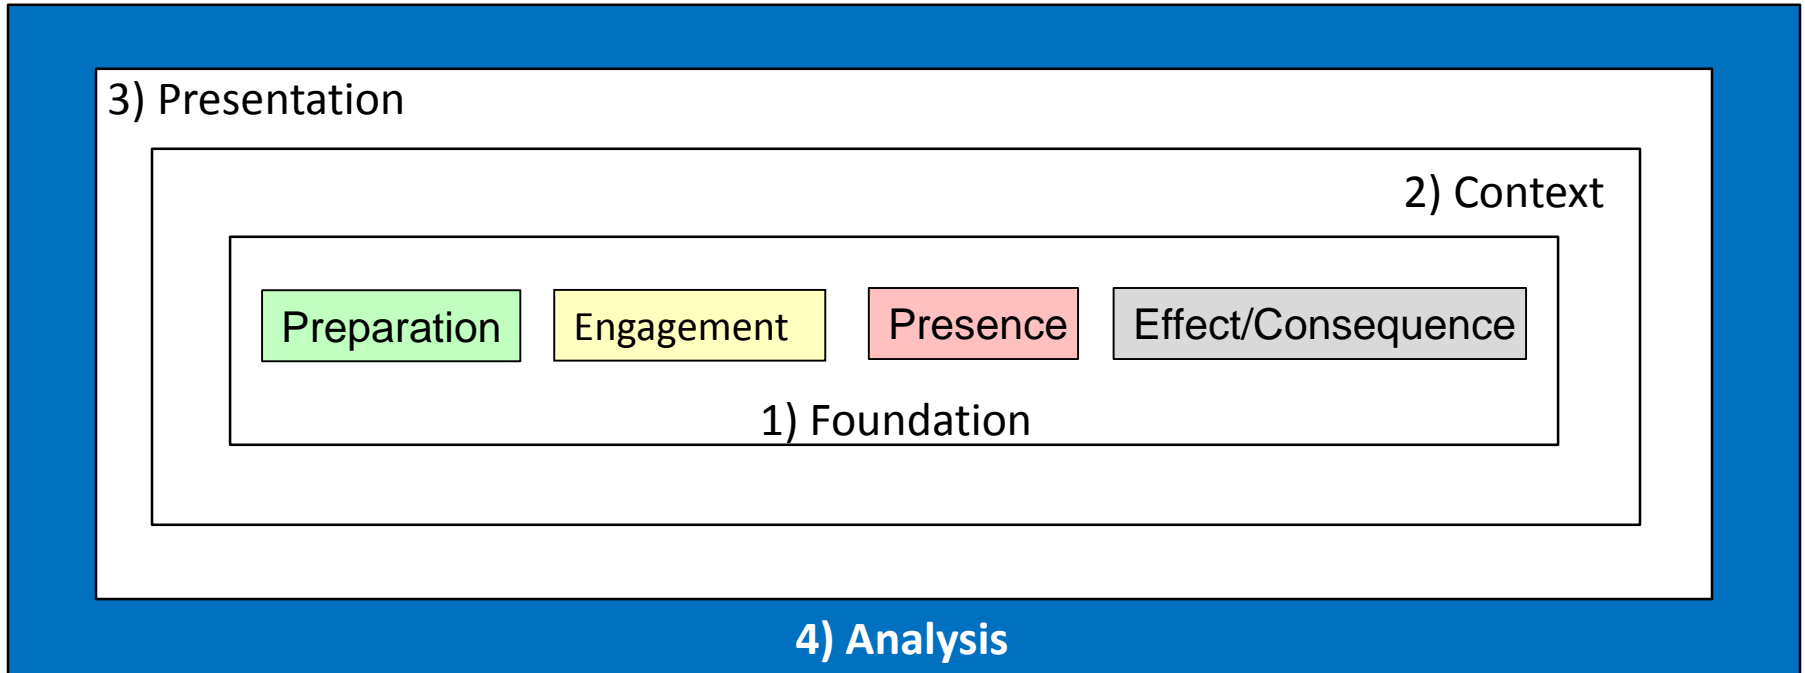 3) Presentation
2) Context
Preparation
Engagement
Presence
Effect/Consequence
1) Foundation
4) Analysis